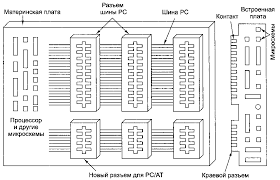 Материнская плата
Разъем
шины PC
Шина PC
Контакт
Встроенная
плата
Микросхемы
Процессор
и другие
микросхемы
Новый разъем для PC/AT
Краевой разъем